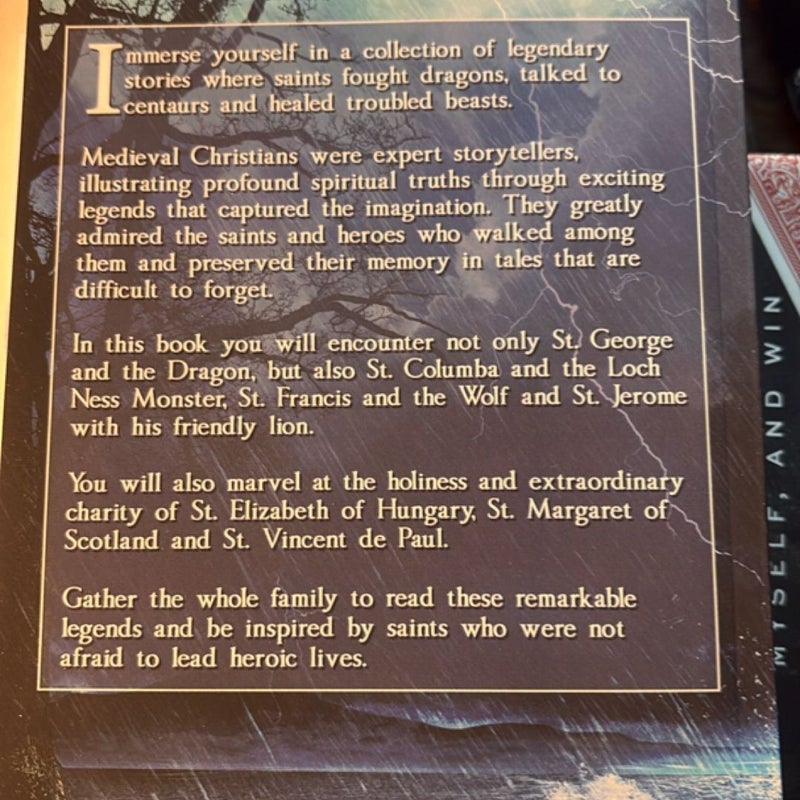 Immerse yourself in a collection of legendary
stories where saints fought dragons, talked to
centaurs and healed troubled beasts.
Medieval Christians were expert storytellers,
illustrating profound spiritual truths through exciting
legends that captured the imagination. They greatly
admired the saints and heroes who walked among
them and preserved their memory in tales that are
difficult to forget.
In this book you will encounter not only St. George
and the Dragon, but also St. Columba and the Loch
Ness Monster, St. Francis and the Wolf and St. Jerome
with his friendly lion.
You will also marvel at the holiness and extraordinary
charity of St. Elizabeth of Hungary, St. Margaret of
Scotland and St. Vincent de Paul.
Gather the whole family to read these remarkable
legends and be inspired by saints who were not
afraid to lead heroic lives.
MYSELF, AND WIN